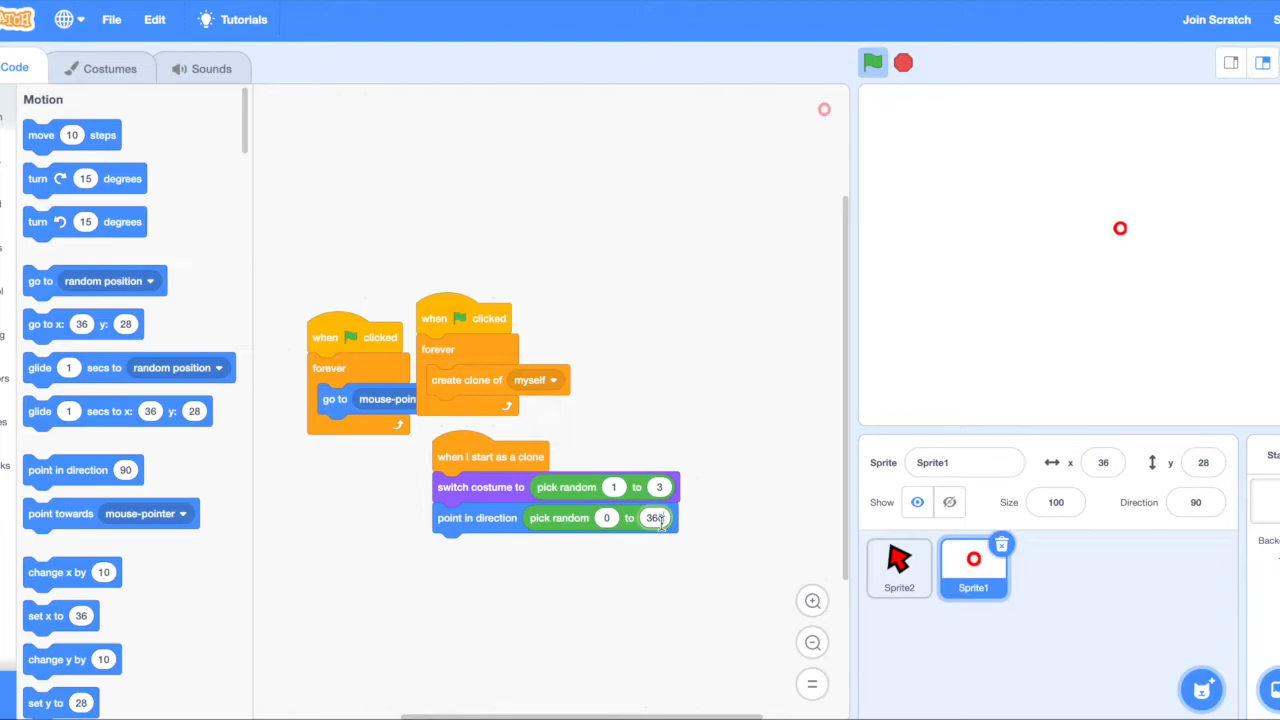 File Edit Tutorials Join Scratch
Code Costumes Sounds
Motion
move 10 steps
turn 15 degrees
turn 15 degrees
go to random position
go to x: 36 y: 28
glide 1 secs to random position
glide 1 secs to x: 36 y: 28
point in direction 90
point towards mouse-pointer
change x by 10
set x to 36
change y by 10
set y to 28
when clicked
forever
go to mouse-poin
when clicked
forever
create clone of myself
when I start as a clone
switch costume to pick random 1 to 3
point in direction pick random 0 to
Sprite Sprite1 x 36 y 28
Show Size 100 Direction 90
Sprite2
Sprite1